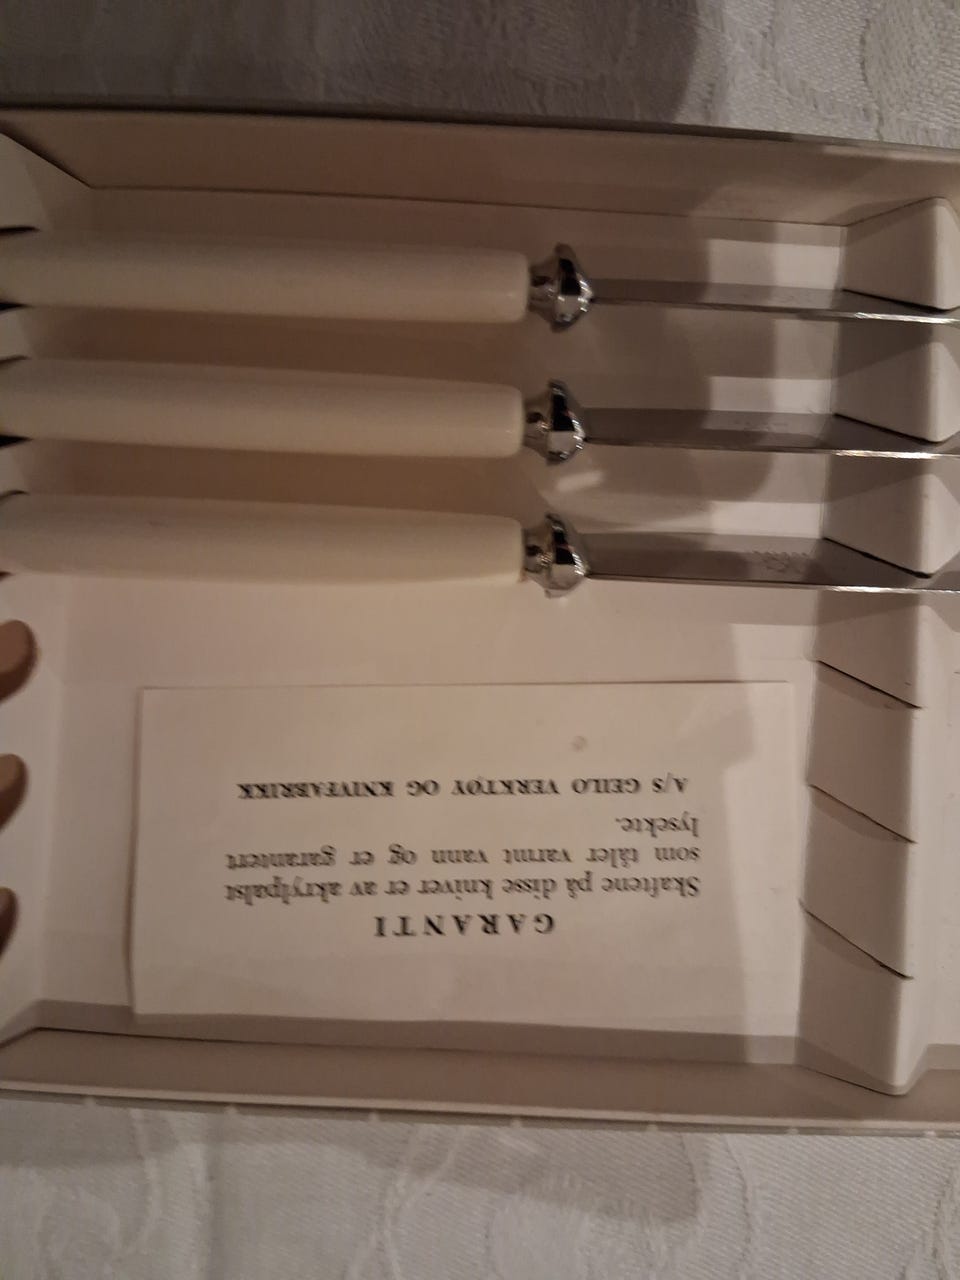 GARANTI
Skaftene på disse kniver er av akrylpalst
som tåler varmt vann og er garantert
lysekte.
A/S GEILO VERKTØY OG KNIVFABRIKK